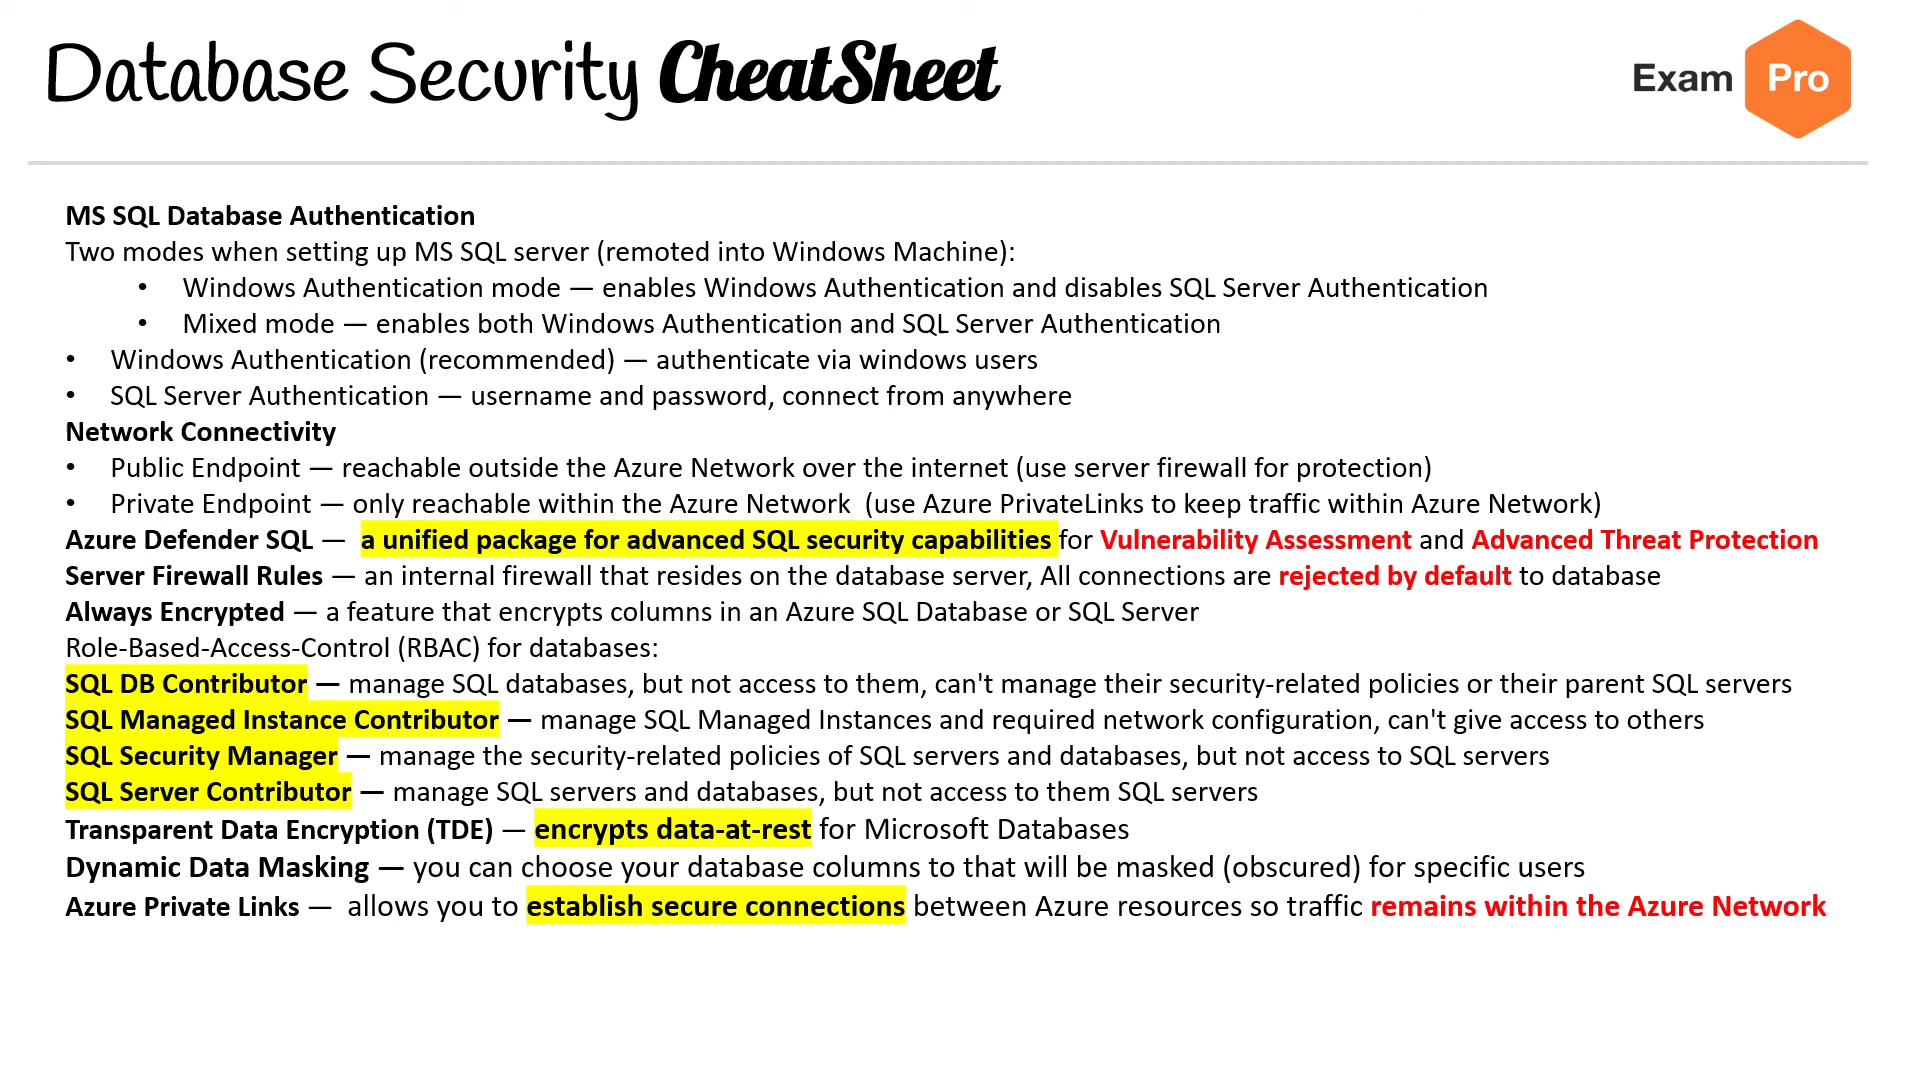 Database Security CheatSheet
Exam Pro
MS SQL Database Authentication
Two modes when setting up MS SQL server (remoted into Windows Machine):
• Windows Authentication mode — enables Windows Authentication and disables SQL Server Authentication
• Mixed mode — enables both Windows Authentication and SQL Server Authentication
• Windows Authentication (recommended) — authenticate via windows users
• SQL Server Authentication — username and password, connect from anywhere
Network Connectivity
• Public Endpoint — reachable outside the Azure Network over the internet (use server firewall for protection)
• Private Endpoint — only reachable within the Azure Network (use Azure PrivateLinks to keep traffic within Azure Network)
Azure Defender SQL — a unified package for advanced SQL security capabilities for Vulnerability Assessment and Advanced Threat Protection
Server Firewall Rules — an internal firewall that resides on the database server, All connections are rejected by default to database
Always Encrypted — a feature that encrypts columns in an Azure SQL Database or SQL Server
Role-Based-Access-Control (RBAC) for databases:
SQL DB Contributor — manage SQL databases, but not access to them, can't manage their security-related policies or their parent SQL servers
SQL Managed Instance Contributor — manage SQL Managed Instances and required network configuration, can't give access to others
SQL Security Manager — manage the security-related policies of SQL servers and databases, but not access to SQL servers
SQL Server Contributor — manage SQL servers and databases, but not access to them SQL servers
Transparent Data Encryption (TDE) — encrypts data-at-rest for Microsoft Databases
Dynamic Data Masking — you can choose your database columns to that will be masked (obscured) for specific users
Azure Private Links — allows you to establish secure connections between Azure resources so traffic remains within the Azure Network